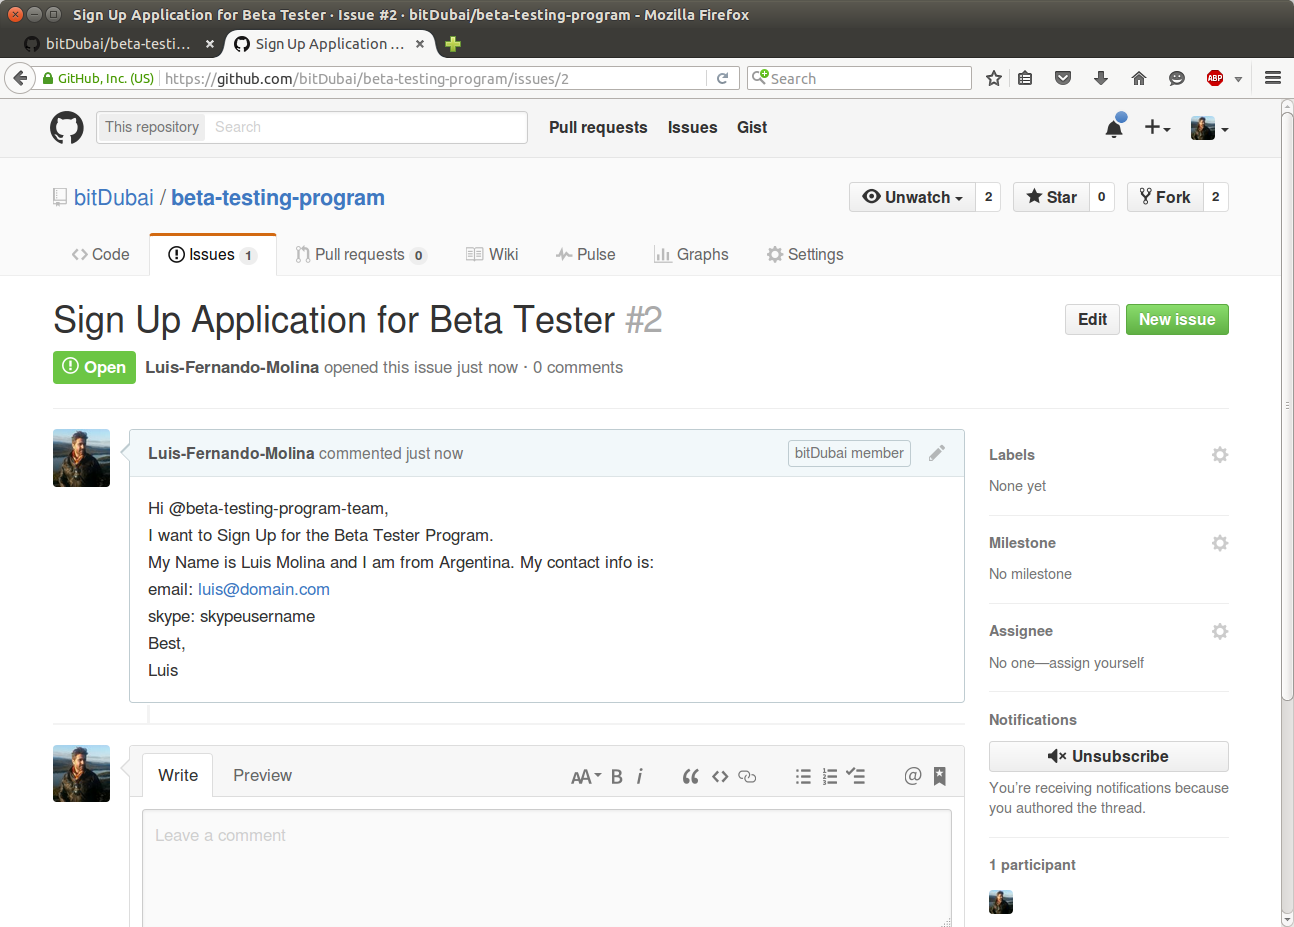 Sign Up Application for Beta Tester · Issue #2 · bitDubai/beta-testing-program - Mozilla Firefox
bitDubai/beta-testi... Sign Up Application ...
GitHub, Inc. (US) https://github.com/bitDubai/beta-testing-program/issues/2 Search ABP
This repository Search Pull requests Issues Gist
bitDubai / beta-testing-program Unwatch 2 Star 0 Fork 2
Code Issues 1 Pull requests 0 Wiki Pulse Graphs Settings
Sign Up Application for Beta Tester #2 Edit New issue
Open Luis-Fernando-Molina opened this issue just now · 0 comments
Luis-Fernando-Molina commented just now bitDubai member
Hi @beta-testing-program-team,
I want to Sign Up for the Beta Tester Program.
My Name is Luis Molina and I am from Argentina. My contact info is:
email: luis@domain.com
skype: skypeusername
Best,
Luis
Labels
None yet
Milestone
No milestone
Assignee
No one—assign yourself
Notifications
Unsubscribe
You're receiving notifications because
you authored the thread.
1 participant
Write Preview AA B i @
Leave a comment